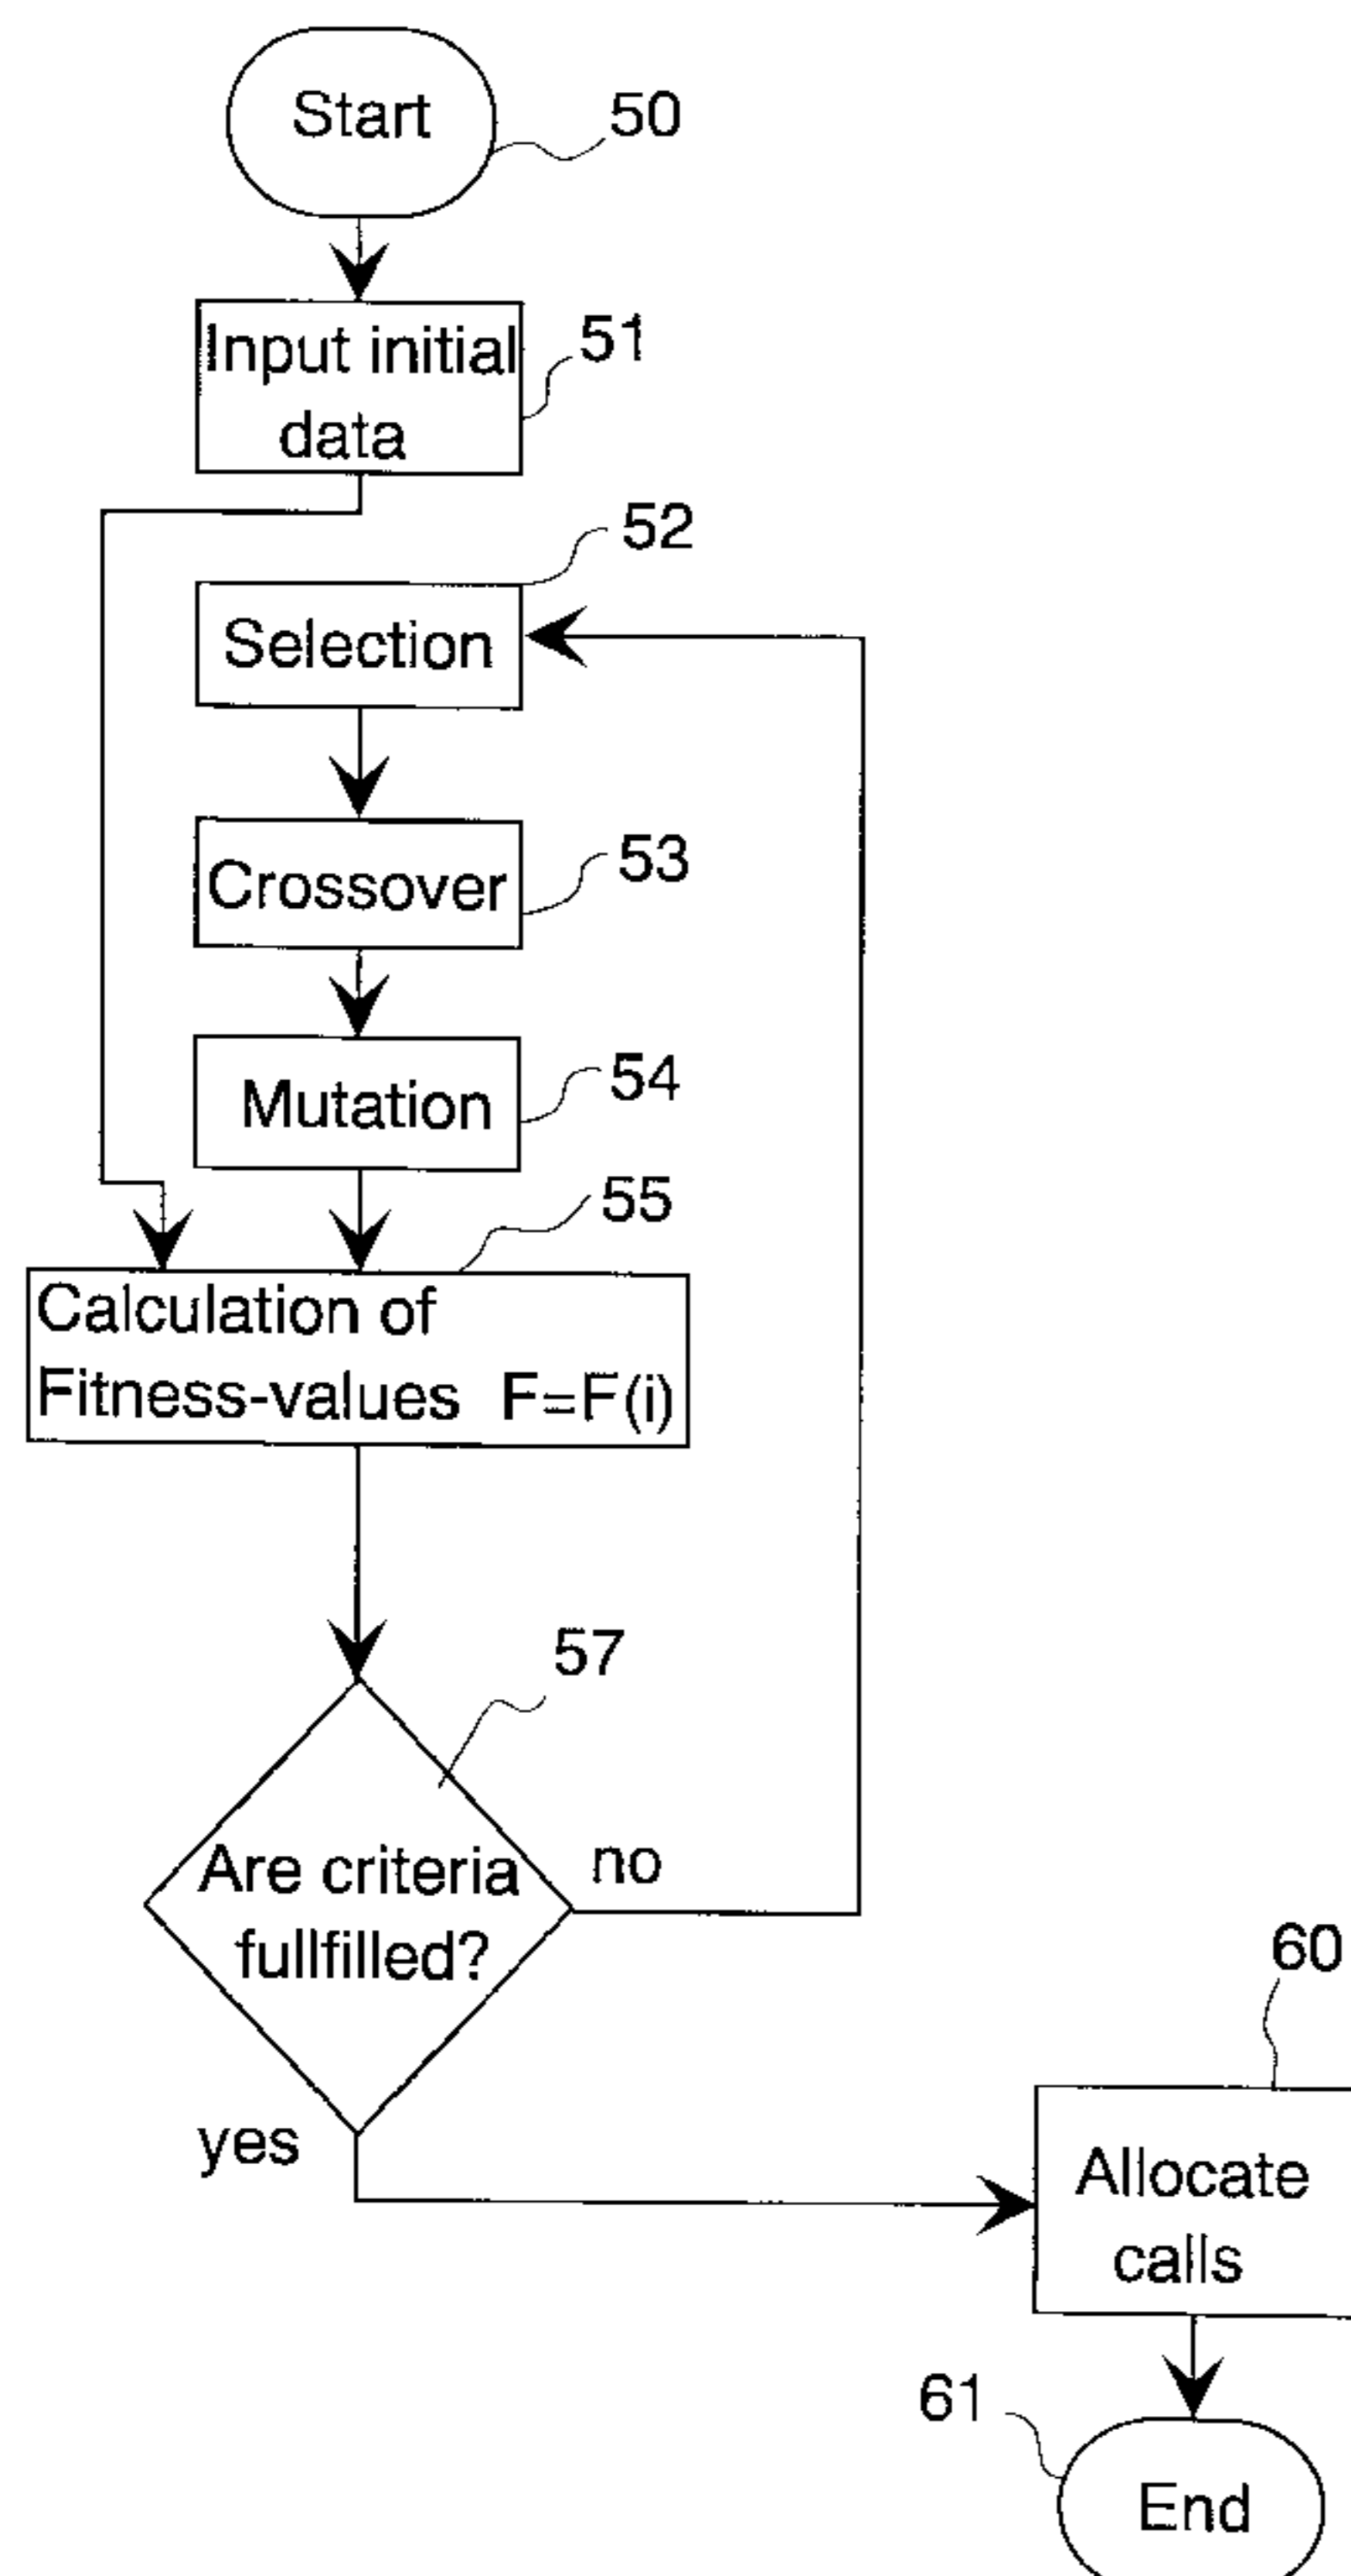 Start
50
Input initial
data
51
52
Selection
Crossover
53
Mutation
54
55
Calculation of
Fitness-values F=F(i)
57
Are criteria
fullfilled?
no
yes
60
Allocate
calls
61
End